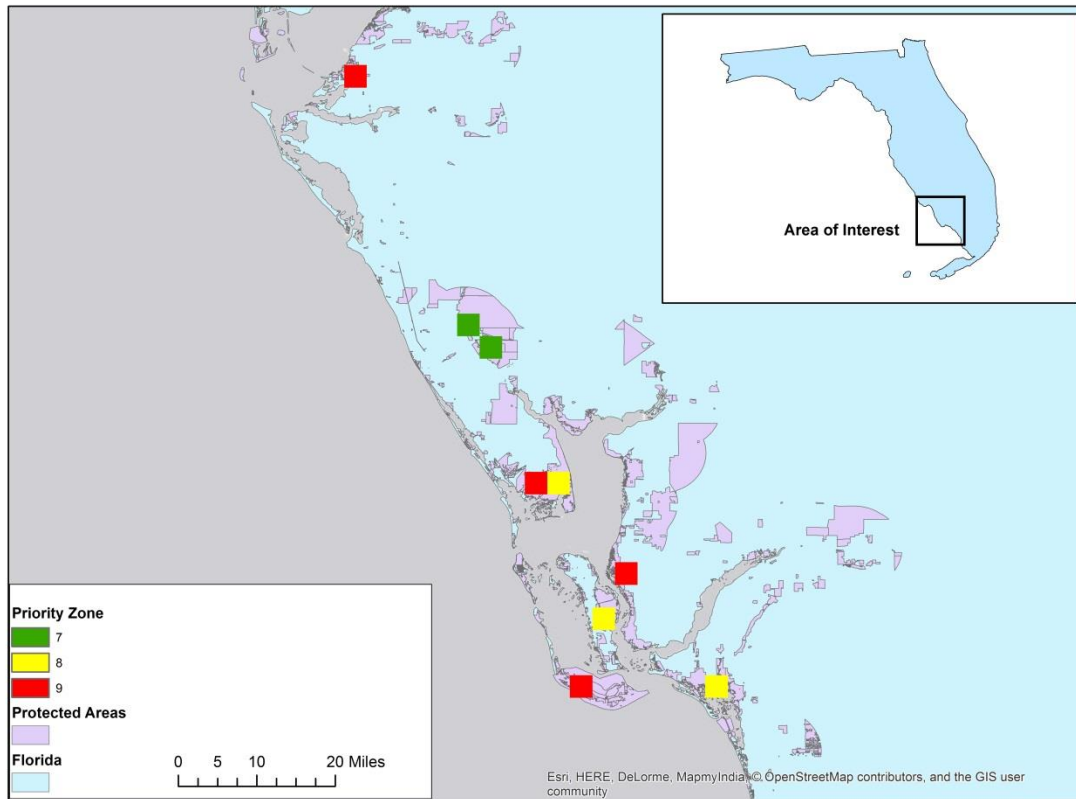 Area of Interest
Priority Zone
7
8
9
Protected Areas
Florida
0 5 10 20 Miles
Esri, HERE, DeLorme, MapmyIndia, © OpenStreetMap contributors, and the GIS user
community